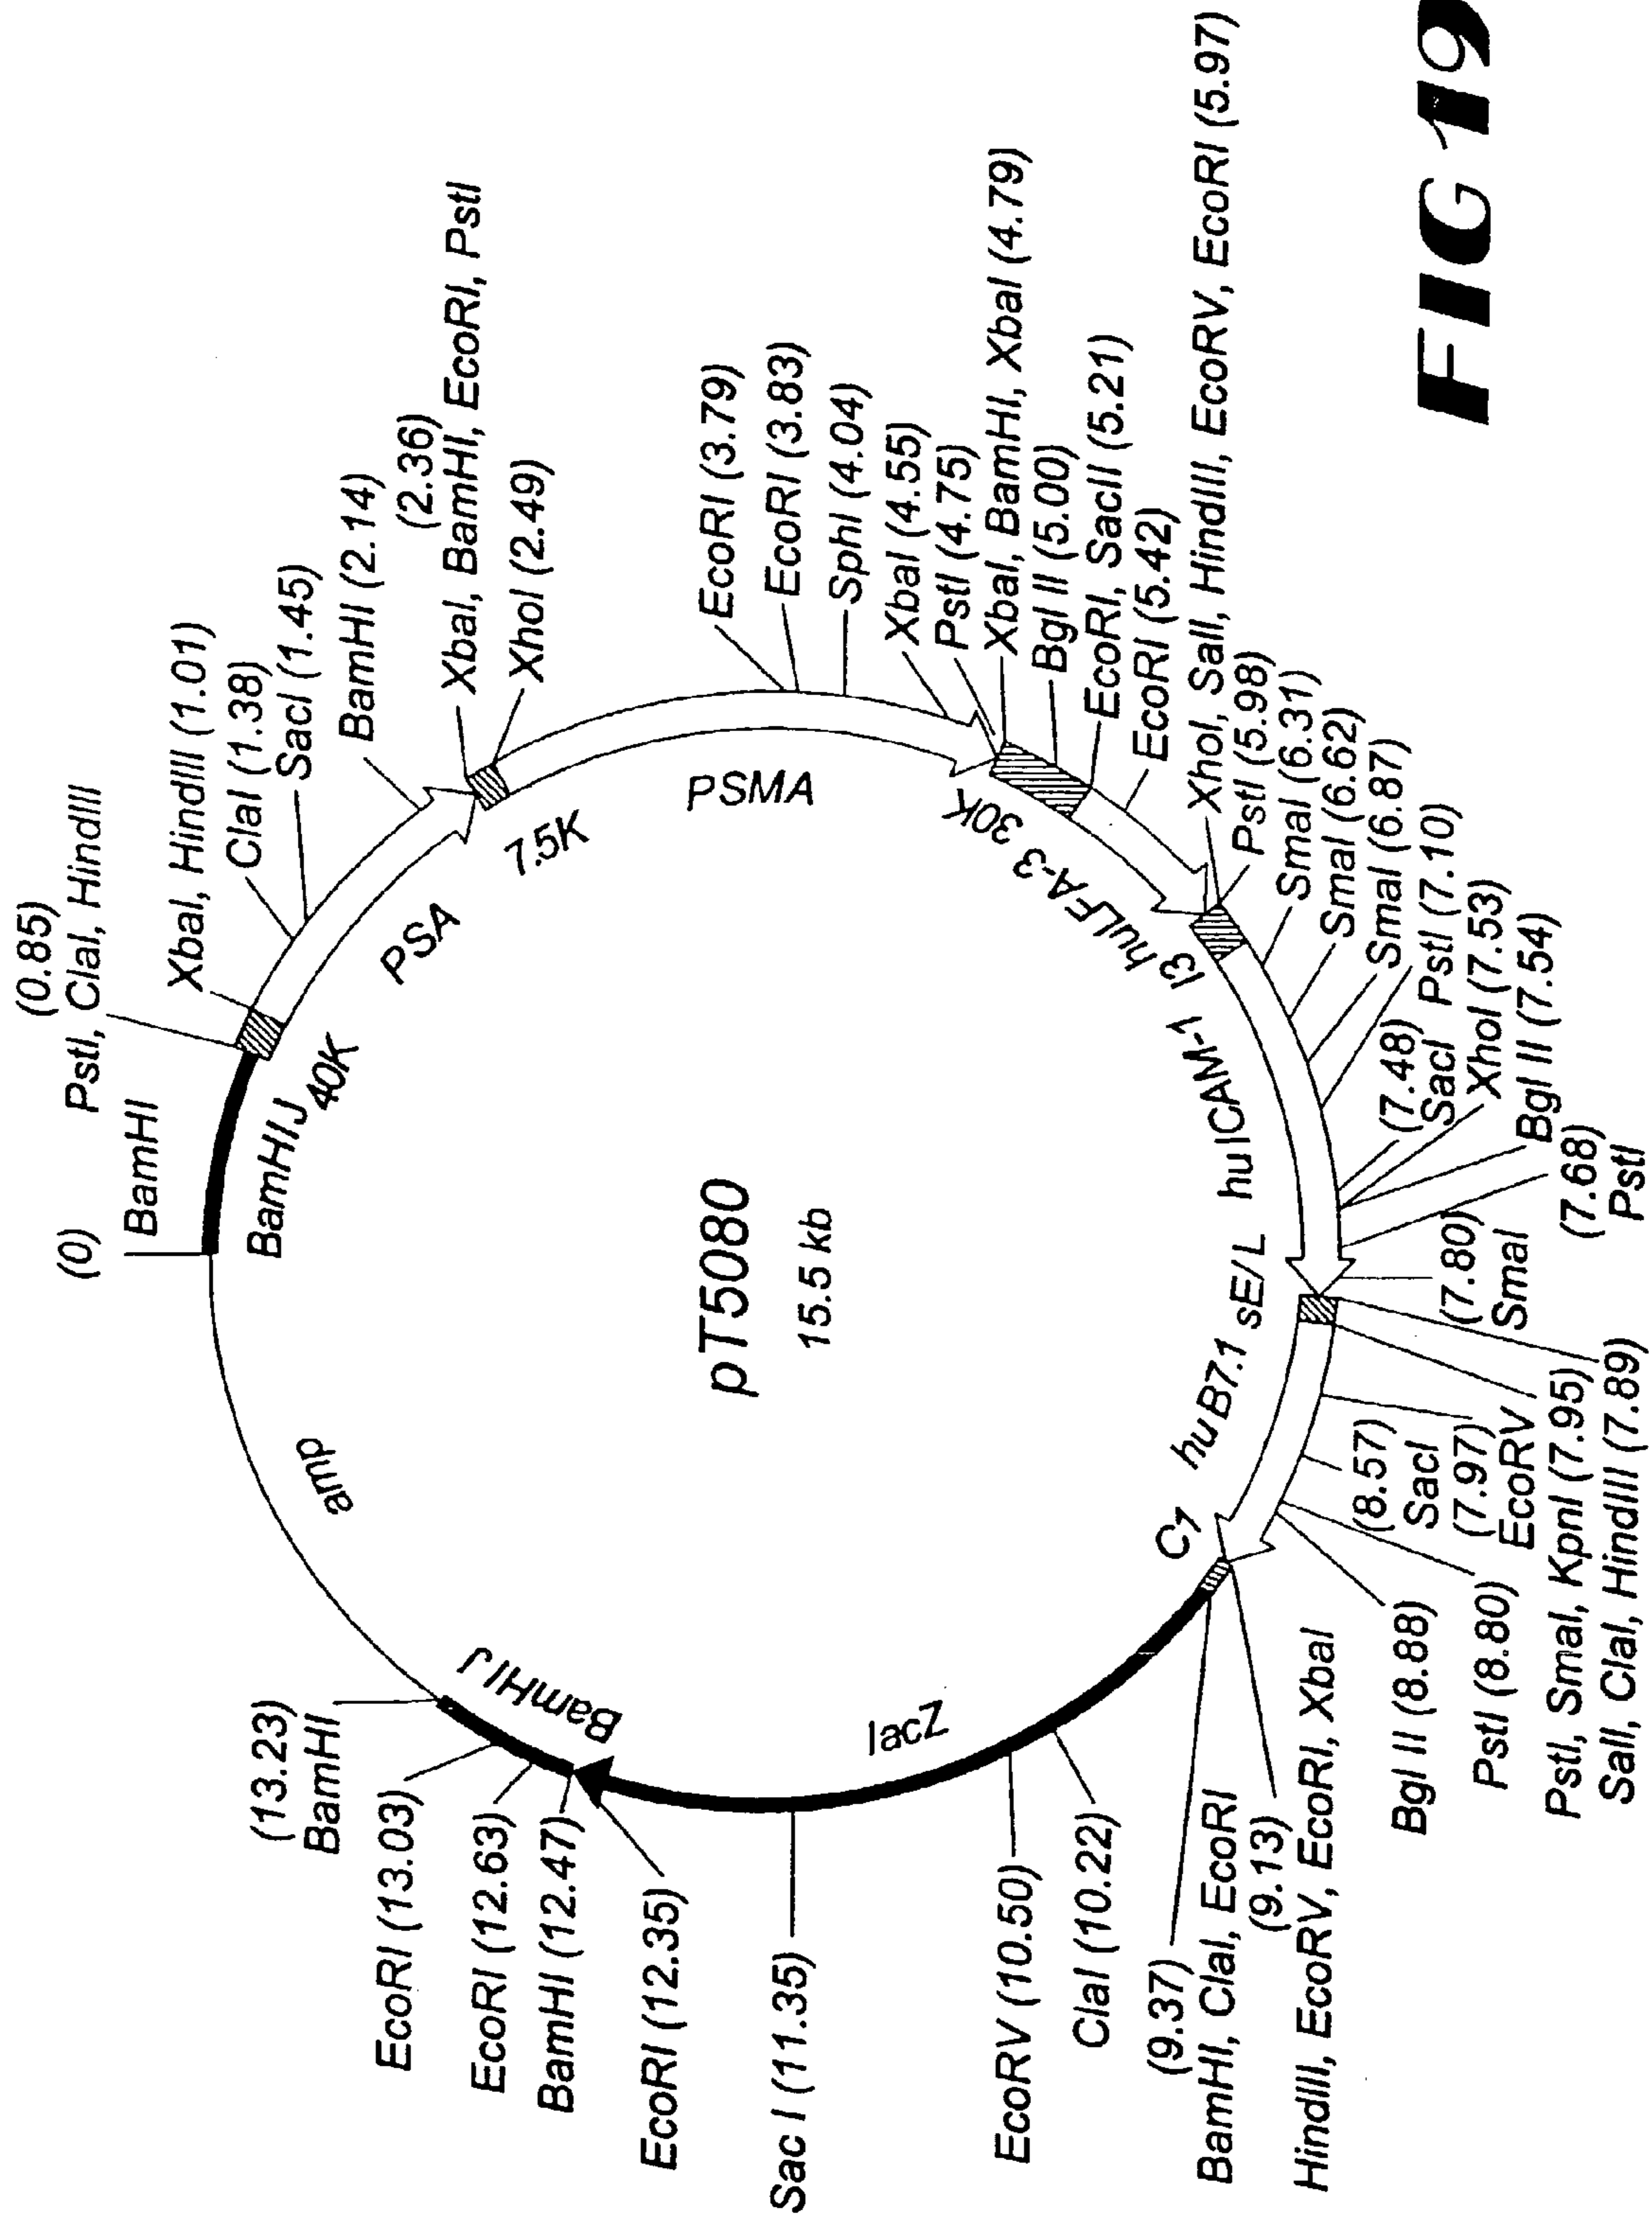 (0)
BamHI
(0.85)
PstI, ClaI, HindIII
XbaI, HindIII (1.01)
ClaI (1.38)
SacI (1.45)
BamHI (2.14)
(2.36)
XbaI, BamHI, EcoRI, PstI
XhoI (2.49)
EcoRI (3.79)
EcoRI (3.83)
SphI (4.04)
XbaI (4.55)
PstI (4.75)
XbaI, BamHI, XbaI (4.79)
Bgl II (5.00)
EcoRI, SacII (5.21)
EcoRI (5.42)
XhoI, SalI, HindIII, EcoRV, EcoRI (5.97)
PstI (5.98)
SmaI (6.31)
SmaI (6.62)
SmaI (6.87)
PstI (7.10)
(7.48)
SacI
XhoI (7.53)
Bgl II (7.54)
(7.68)
PstI
(7.80)
SmaI
SalI, ClaI, HindIII (7.89)
PstI, SmaI, KpnI (7.95)
(7.97)
EcoRV
(8.57)
SacI
PstI (8.80)
Bgl II (8.88)
(9.13)
HindIII, EcoRV, EcoRI, XbaI
(9.37)
BamHI, ClaI, EcoRI
ClaI (10.22)
EcoRV (10.50)
Sac I (11.35)
EcoRI (12.35)
BamHI (12.47)
EcoRI (12.63)
EcoRI (13.03)
(13.23)
BamHI
BamHIJ
40K
PSA
7.5K
PSMA
30K
huLFA-3
I3
huICAM-1
sE/L
huB7.1
C1
lacZ
BamHIJ
amp
pT5080
15.5 kb
FIG 19